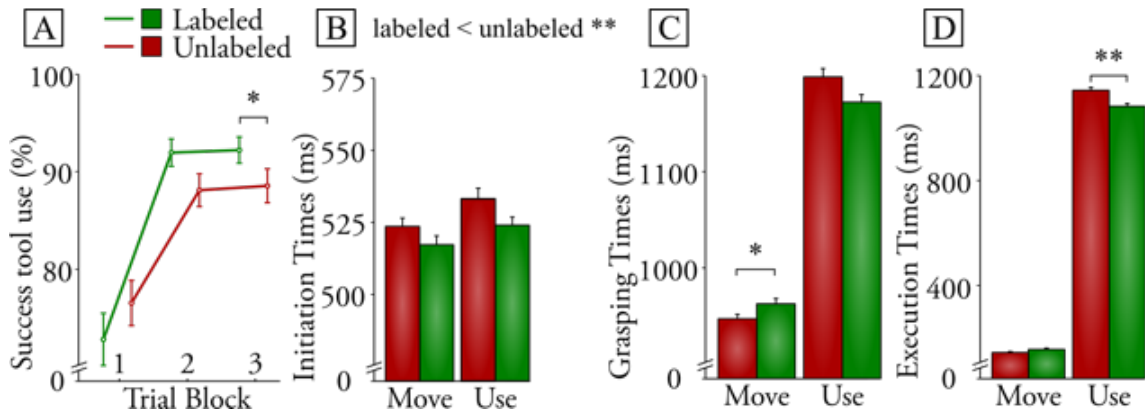 A
Labeled
Unlabeled
Success tool use (%)
100
90
80
0
*
1 2 3
Trial Block
B
labeled < unlabeled **
Initiation Times (ms)
575
550
525
500
0
Move Use
C
Grasping Times (ms)
1200
1000
0
*
Move Use
D
Execution Times (ms)
1200
800
400
0
**
Move Use